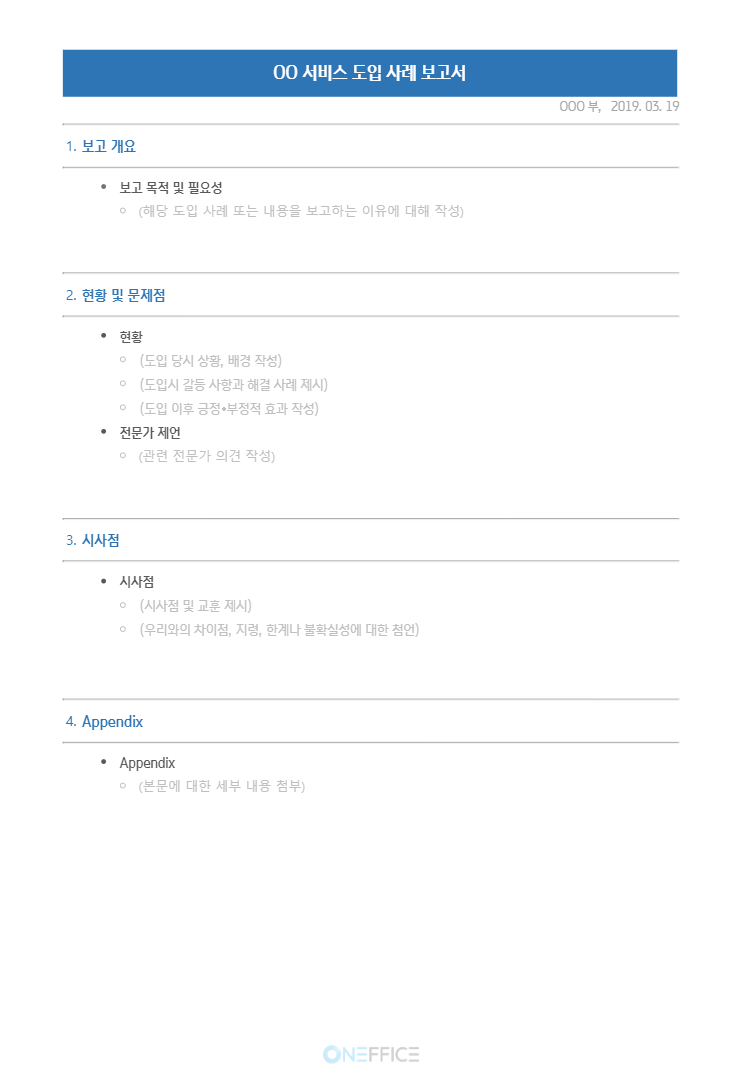 OO 서비스 도입 사례 보고서
OOO 부, 2019. 03. 19
1. 보고 개요
• 보고 목적 및 필요성
○ (해당 도입 사례 또는 내용을 보고하는 이유에 대해 작성)
2. 현황 및 문제점
• 현황
○ (도입 당시 상황, 배경 작성)
○ (도입시 갈등 사항과 해결 사례 제시)
○ (도입 이후 긍정•부정적 효과 작성)
• 전문가 제언
○ (관련 전문가 의견 작성)
3. 시사점
• 시사점
○ (시사점 및 교훈 제시)
○ (우리와의 차이점, 지령, 한계나 불확실성에 대한 첨언)
4. Appendix
• Appendix
○ (본문에 대한 세부 내용 첨부)
ONEFFICE